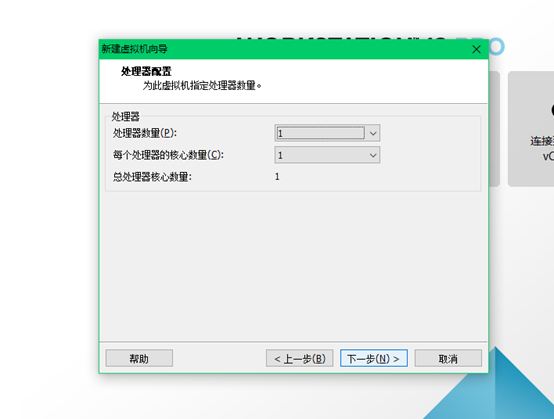 WORKSTATION PRO
新建虚拟机向导
处理器配置
为此虚拟机指定处理器数量。
处理器
处理器数量(P): 1
每个处理器的核心数量(C): 1
总处理器核心数量: 1
连接
vC
帮助 < 上一步(B) 下一步(N) > 取消